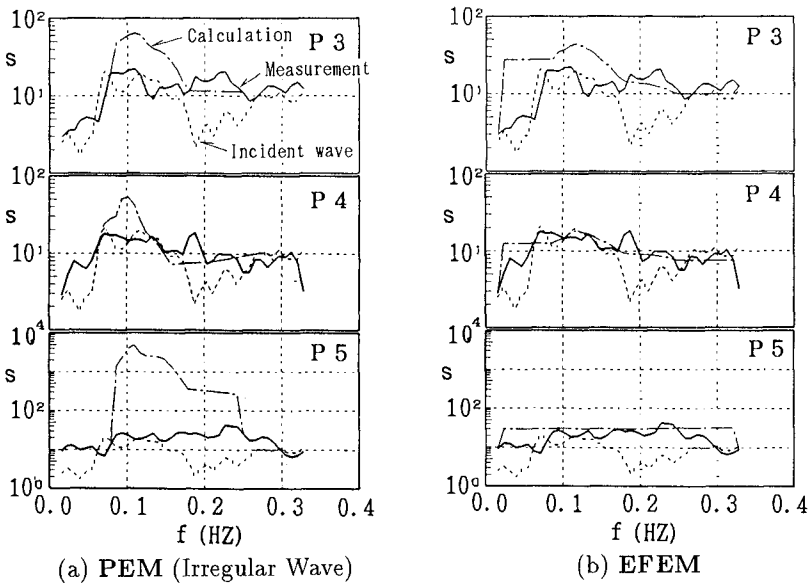 10²
S
10¹
Calculation
Measurement
Incident wave
P 3
10²
S
10¹
P 4
10⁴
S
10²
10⁰
P 5
0.0 0.1 0.2 0.3 0.4
f (HZ)
(a) PEM (Irregular Wave)
10²
S
10¹
P 3
10²
S
10¹
P 4
10⁴
S
10²
10⁰
P 5
0.0 0.1 0.2 0.3 0.4
f (HZ)
(b) EFEM